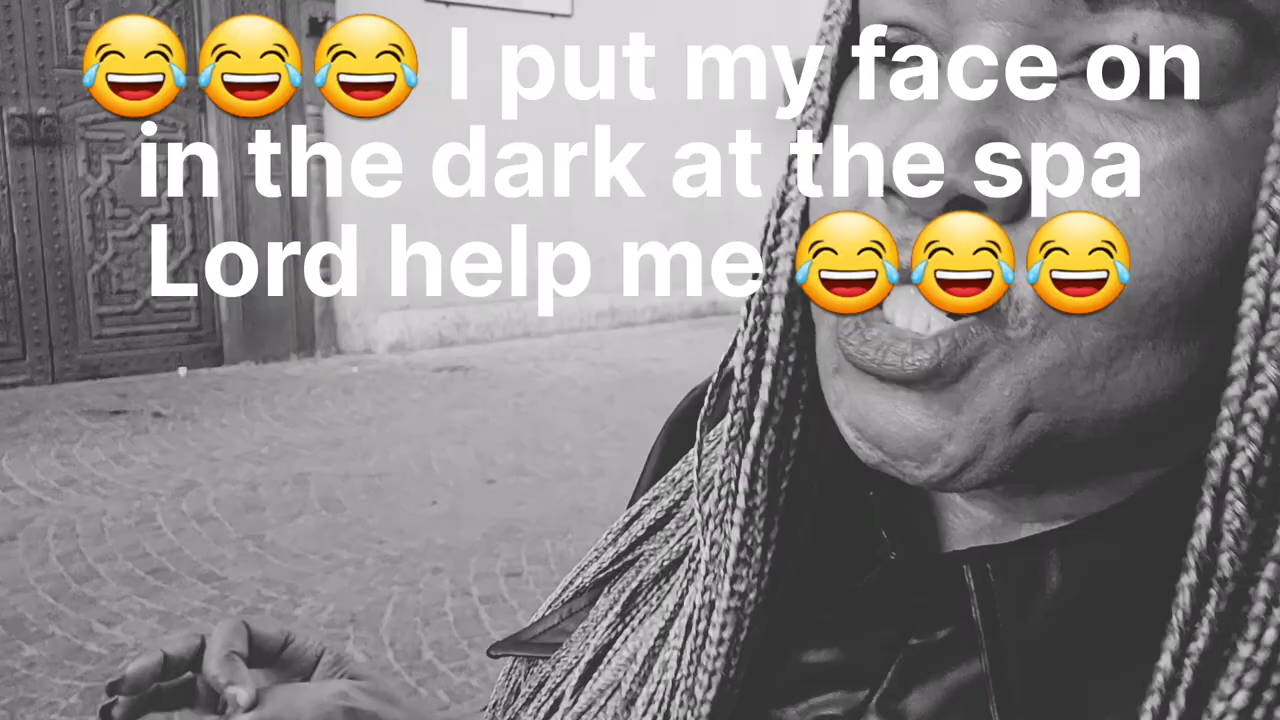 😂😂😂 I put my face on
in the dark at the spa
Lord help me 😂😂😂